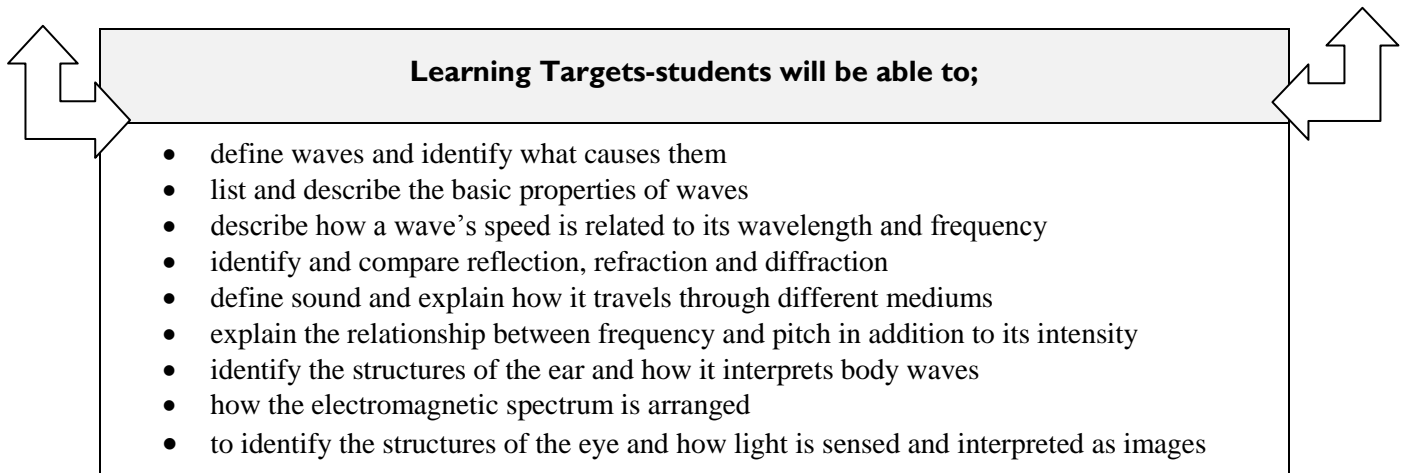 Learning Targets-students will be able to;
• define waves and identify what causes them
• list and describe the basic properties of waves
• describe how a wave’s speed is related to its wavelength and frequency
• identify and compare reflection, refraction and diffraction
• define sound and explain how it travels through different mediums
• explain the relationship between frequency and pitch in addition to its intensity
• identify the structures of the ear and how it interprets body waves
• how the electromagnetic spectrum is arranged
• to identify the structures of the eye and how light is sensed and interpreted as images